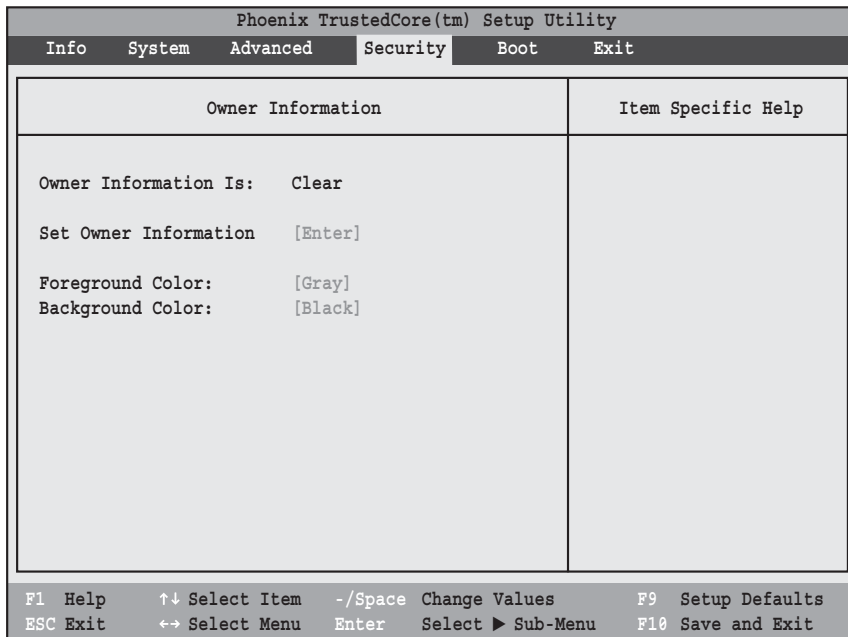 Phoenix TrustedCore(tm) Setup Utility
Info System Advanced Security Boot Exit
Owner Information Item Specific Help
Owner Information Is: Clear
Set Owner Information [Enter]
Foreground Color: [Gray]
Background Color: [Black]
F1 Help ↑↓ Select Item -/Space Change Values F9 Setup Defaults
ESC Exit ←→ Select Menu Enter Select ▶ Sub-Menu F10 Save and Exit